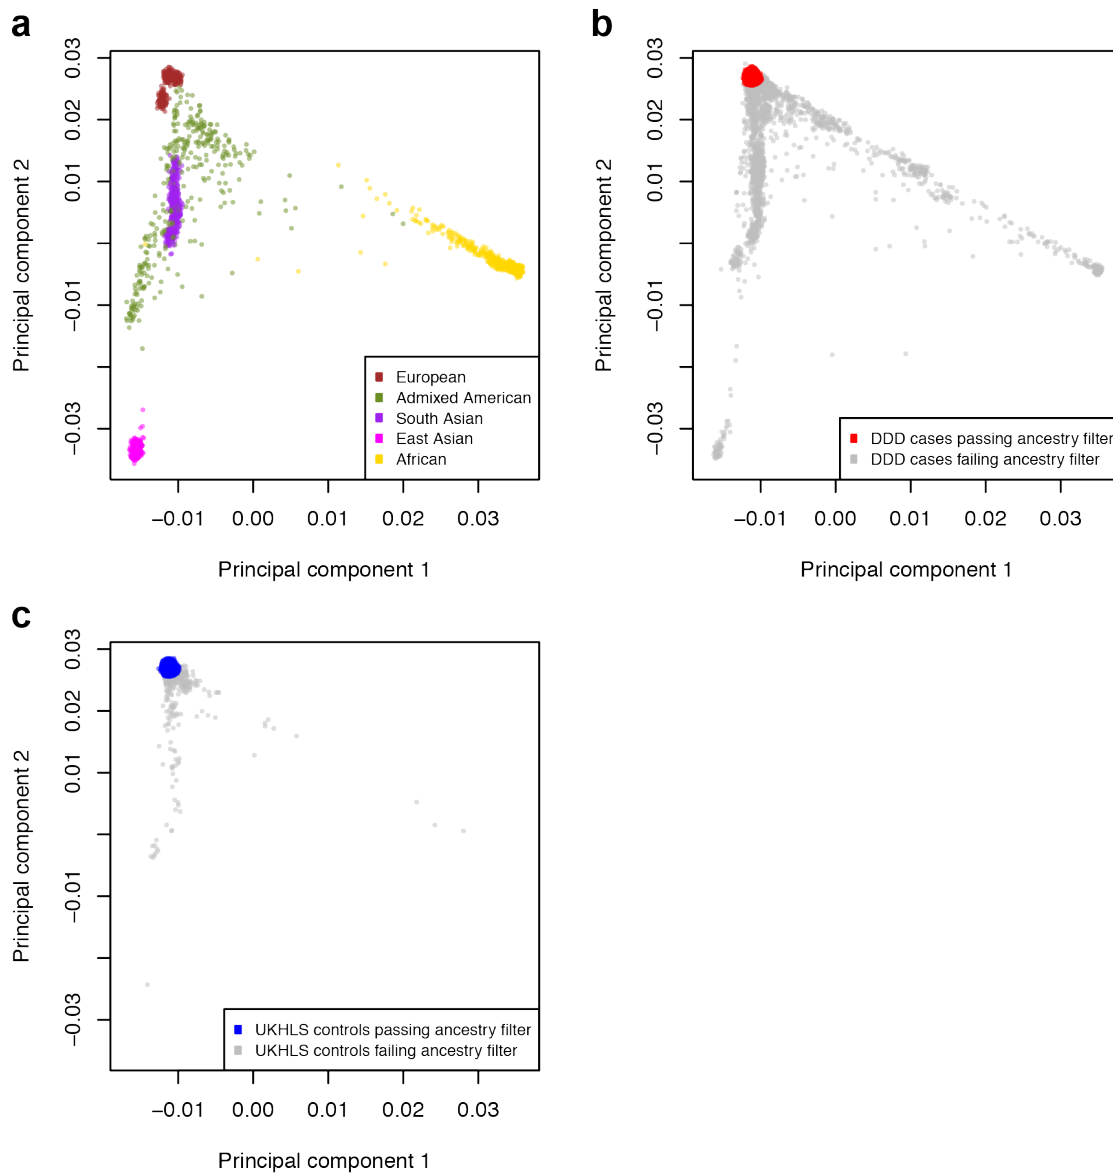 a
0.03
0.02
0.01
−0.01
−0.03
Principal component 2
European
Admixed American
South Asian
East Asian
African
−0.01 0.00 0.01 0.02 0.03
Principal component 1
b
0.03
0.02
0.01
−0.01
−0.03
Principal component 2
DDD cases passing ancestry filter
DDD cases failing ancestry filter
−0.01 0.00 0.01 0.02 0.03
Principal component 1
c
0.03
0.02
0.01
−0.01
−0.03
Principal component 2
UKHLS controls passing ancestry filter
UKHLS controls failing ancestry filter
−0.01 0.00 0.01 0.02 0.03
Principal component 1